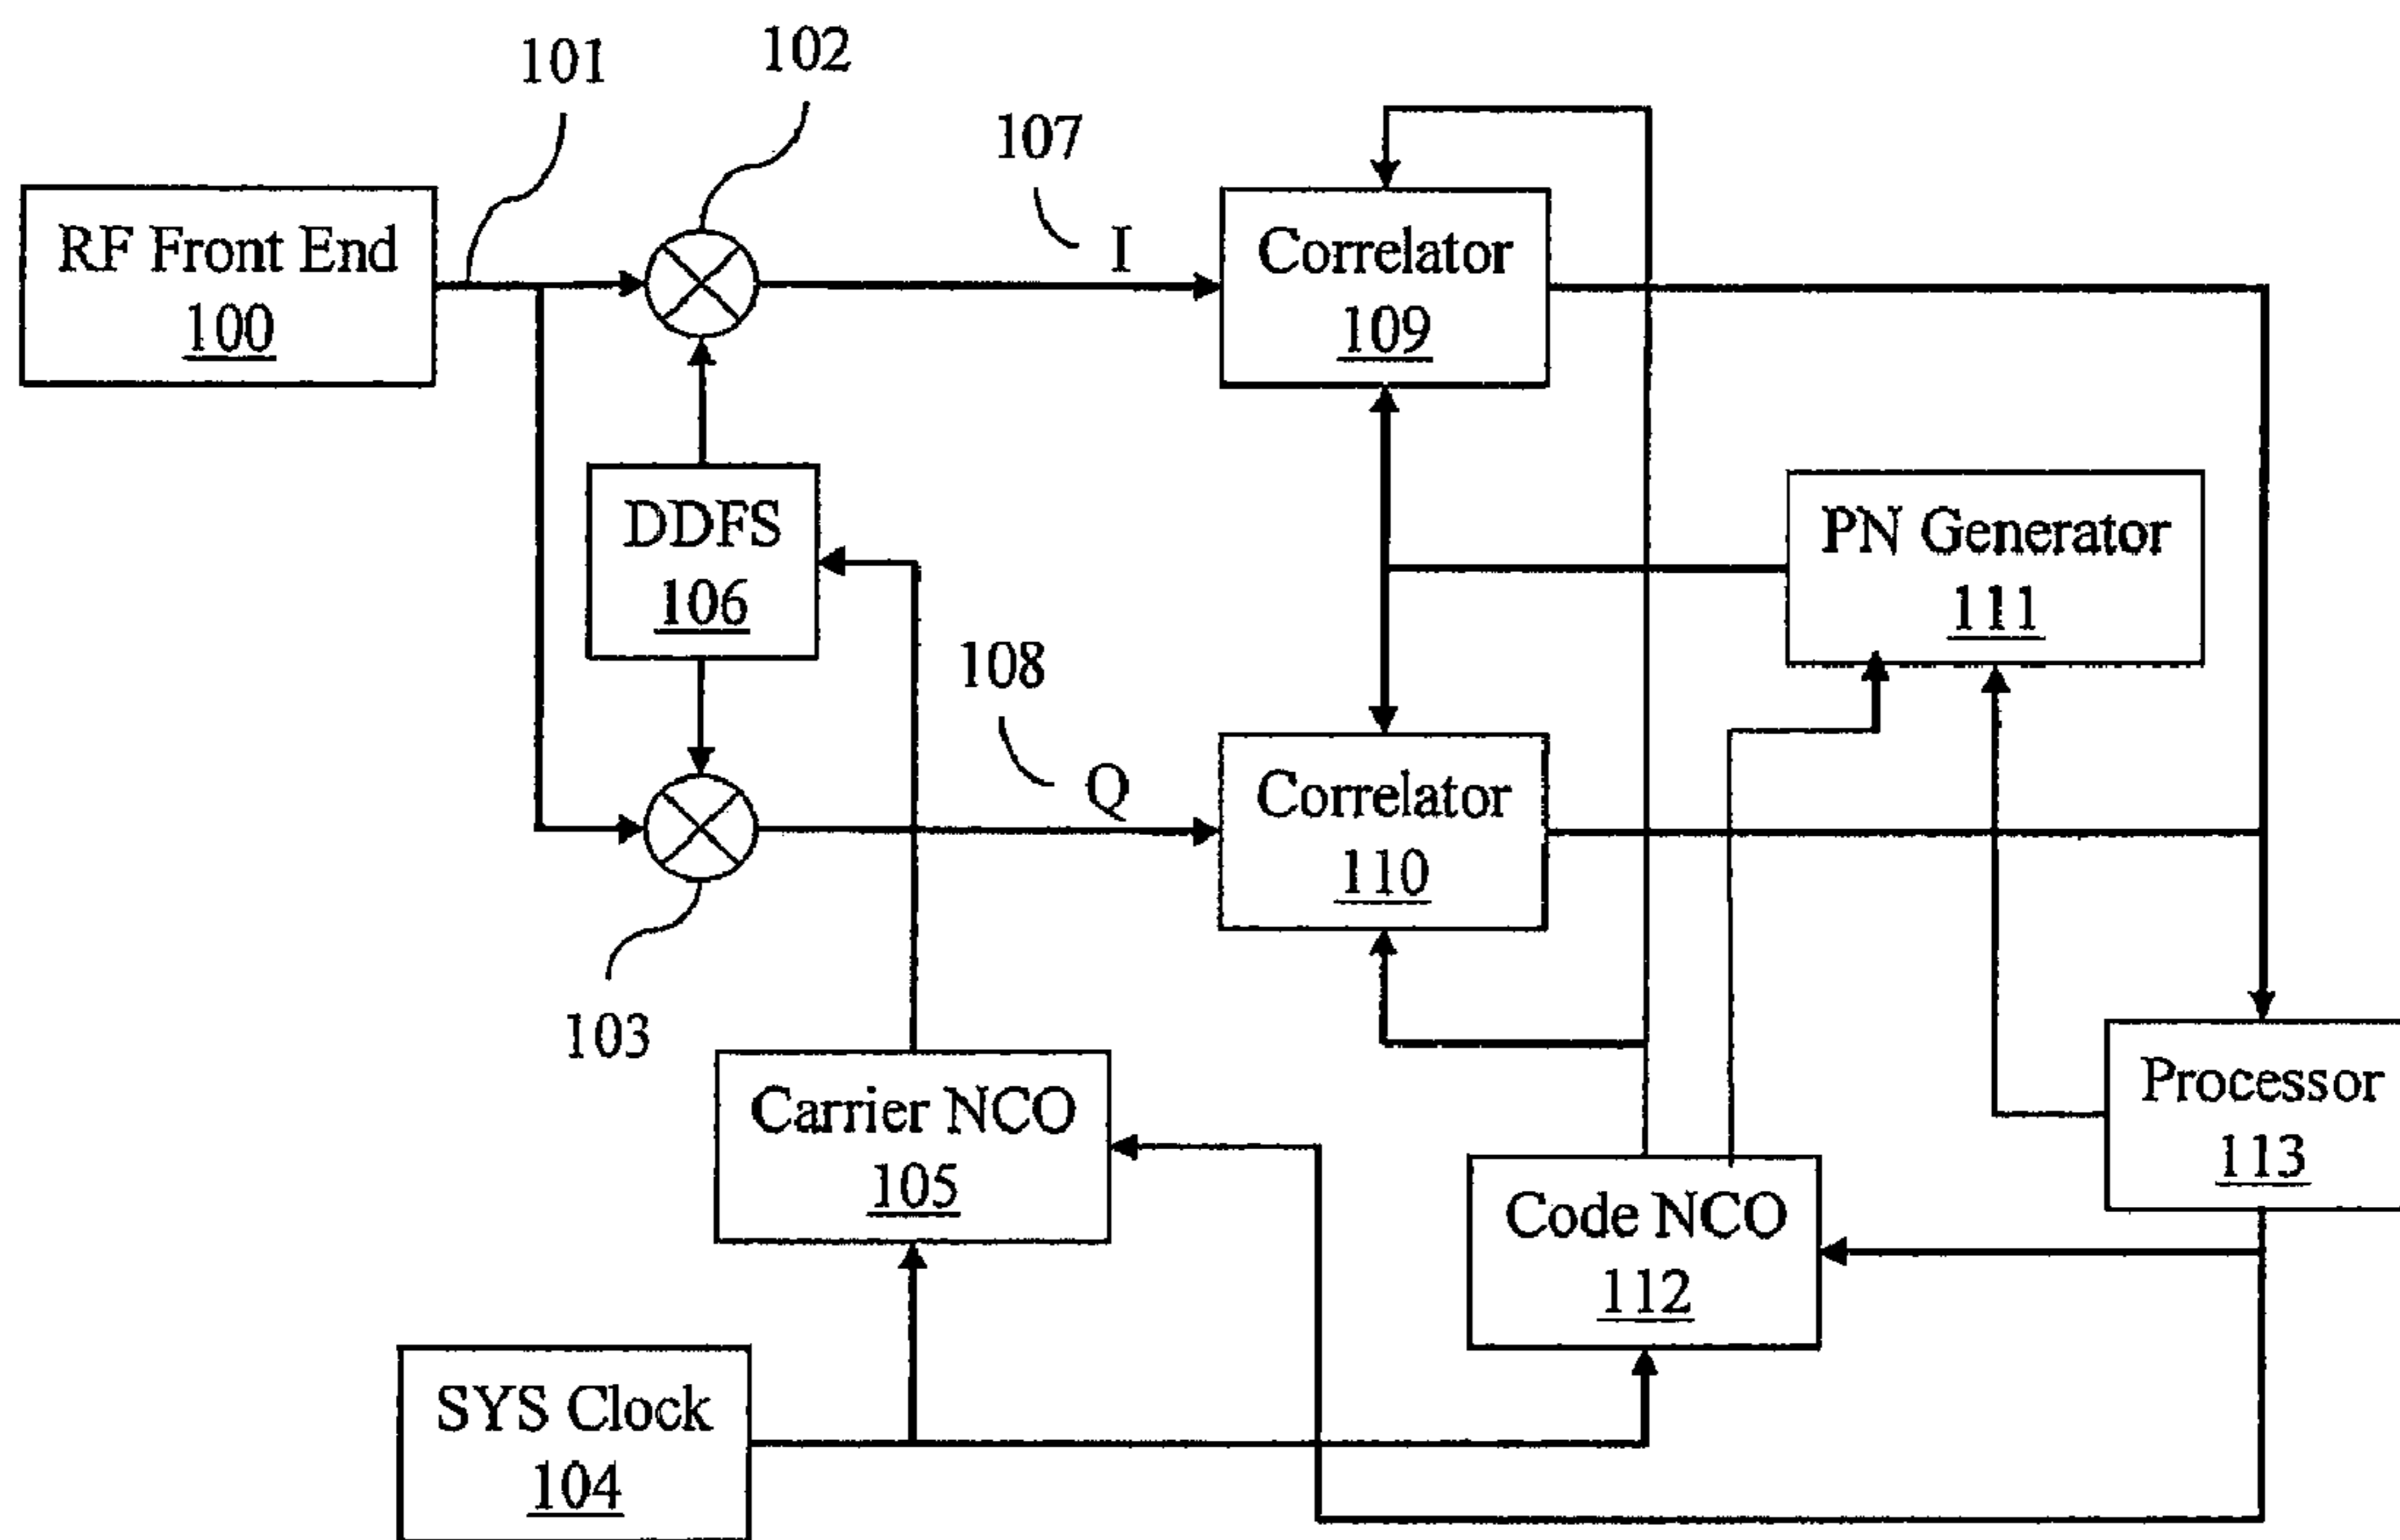 101
102
107
RF Front End
100
I
Correlator
109
DDFS
106
PN Generator
111
108
Q
Correlator
110
103
Carrier NCO
105
Processor
113
Code NCO
112
SYS Clock
104